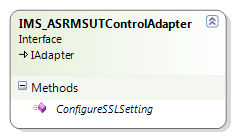 IMS_ASRMSUTControlAdapter
Interface
IAdapter
Methods
ConfigureSSLSetting